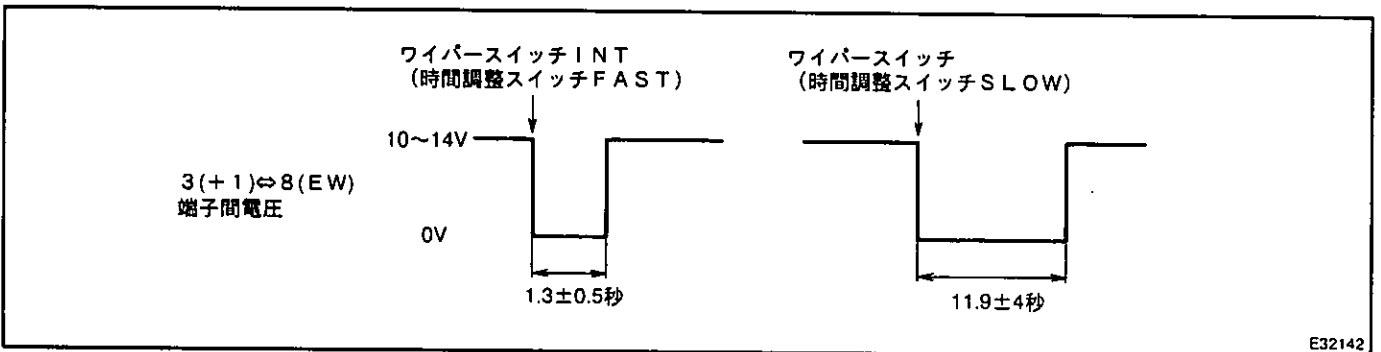 ワイパースイッチINT
(時間調整スイッチFAST)
ワイパースイッチ
(時間調整スイッチSLOW)
10~14V
3(+1)⇔8(EW)
端子間電圧
0V
1.3±0.5秒
11.9±4秒
E32142